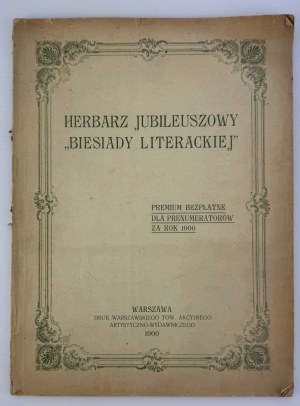 HERBARZ JUBILEUSZOWY
„BIESIADY LITERACKIEJ"
PREMIUM BEZPŁATNE
DLA PRENUMERATORÓW
ZA ROK 1900
WARSZAWA
DRUK WARSZAWSKIEGO TOW. AKCYJNEGO
ARTYSTYCZNO-WYDAWNICZEGO
1900